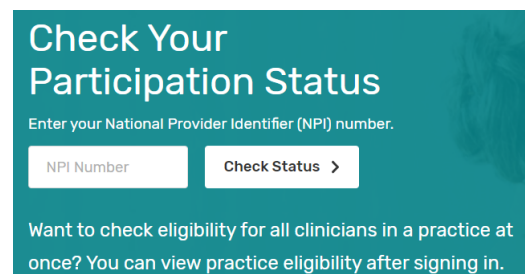 Check Your
Participation Status
Enter your National Provider Identifier (NPI) number.
NPI Number
Check Status >
Want to check eligibility for all clinicians in a practice at
once? You can view practice eligibility after signing in.